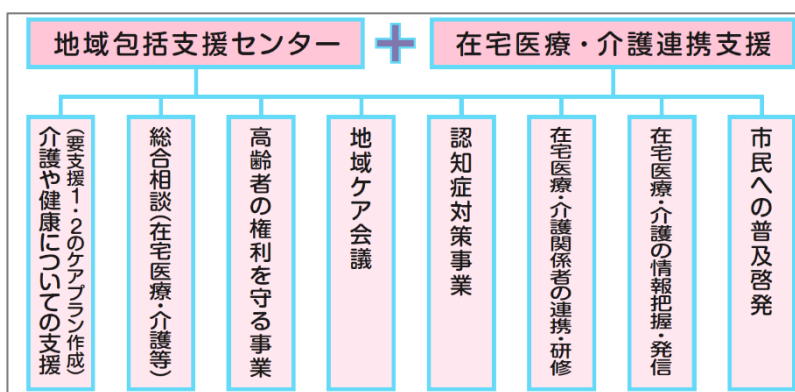 地域包括支援センター
+
在宅医療・介護連携支援
介護や健康についての支援
(要支援1・2のケアプラン作成)
総合相談(在宅医療・介護等)
高齢者の権利を守る事業
地域ケア会議
認知症対策事業
在宅医療・介護関係者の連携・研修
在宅医療・介護の情報把握・発信
市民への普及啓発